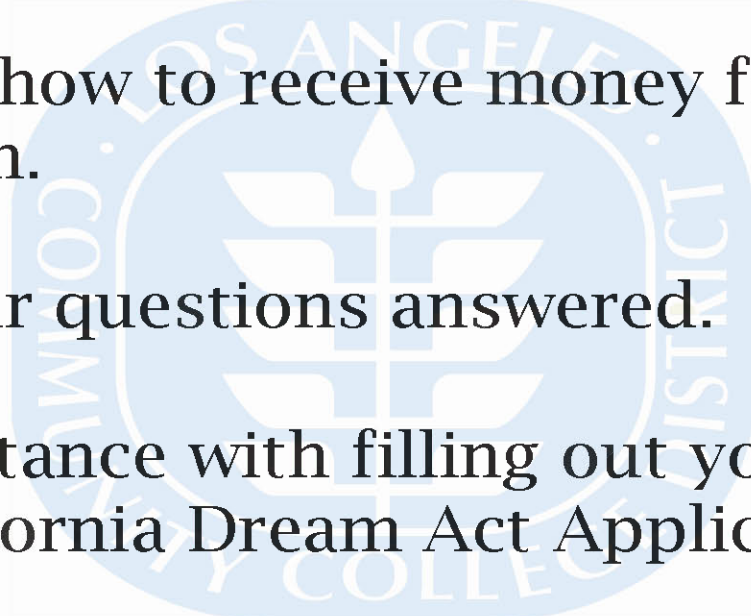 LOS ANGELES
how to receive money f
n.
COMMUNITY COLLEGE DISTRICT
r questions answered.
tance with filling out yo
ornia Dream Act Applic